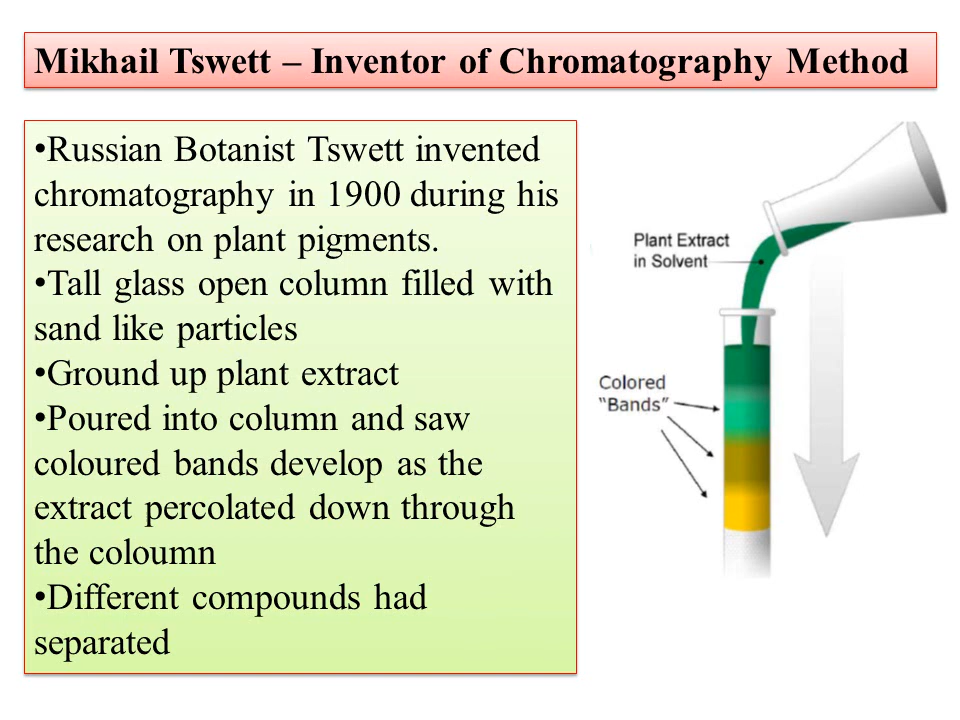 Mikhail Tswett – Inventor of Chromatography Method
•Russian Botanist Tswett invented
chromatography in 1900 during his
research on plant pigments.
•Tall glass open column filled with
sand like particles
•Ground up plant extract
•Poured into column and saw
coloured bands develop as the
extract percolated down through
the coloumn
•Different compounds had
separated
Plant Extract
in Solvent
Colored
“Bands”